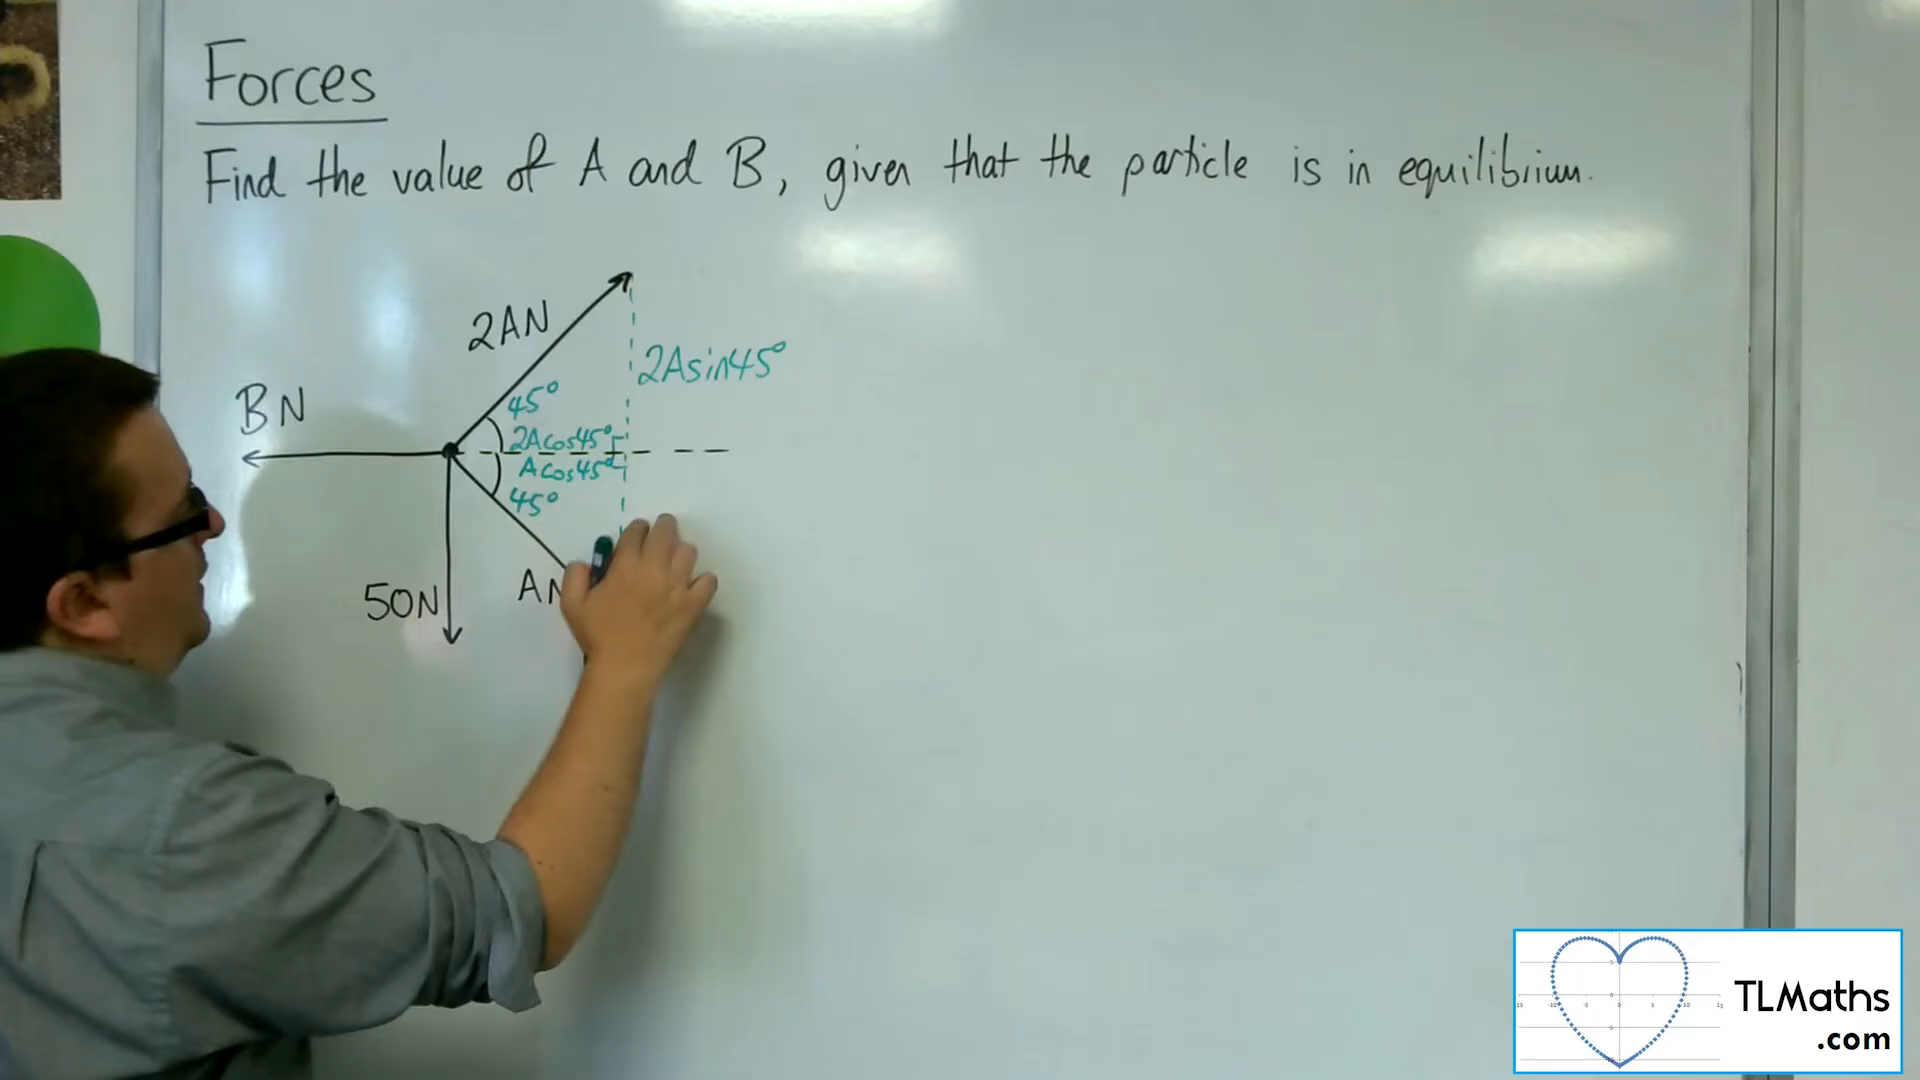 Forces
Find the value of A and B, given that the particle is in equilibrium.
2AN
2Asin45°
BN
45°
2Acos45°
Acos45°
45°
50N
AN
TLMaths
.com